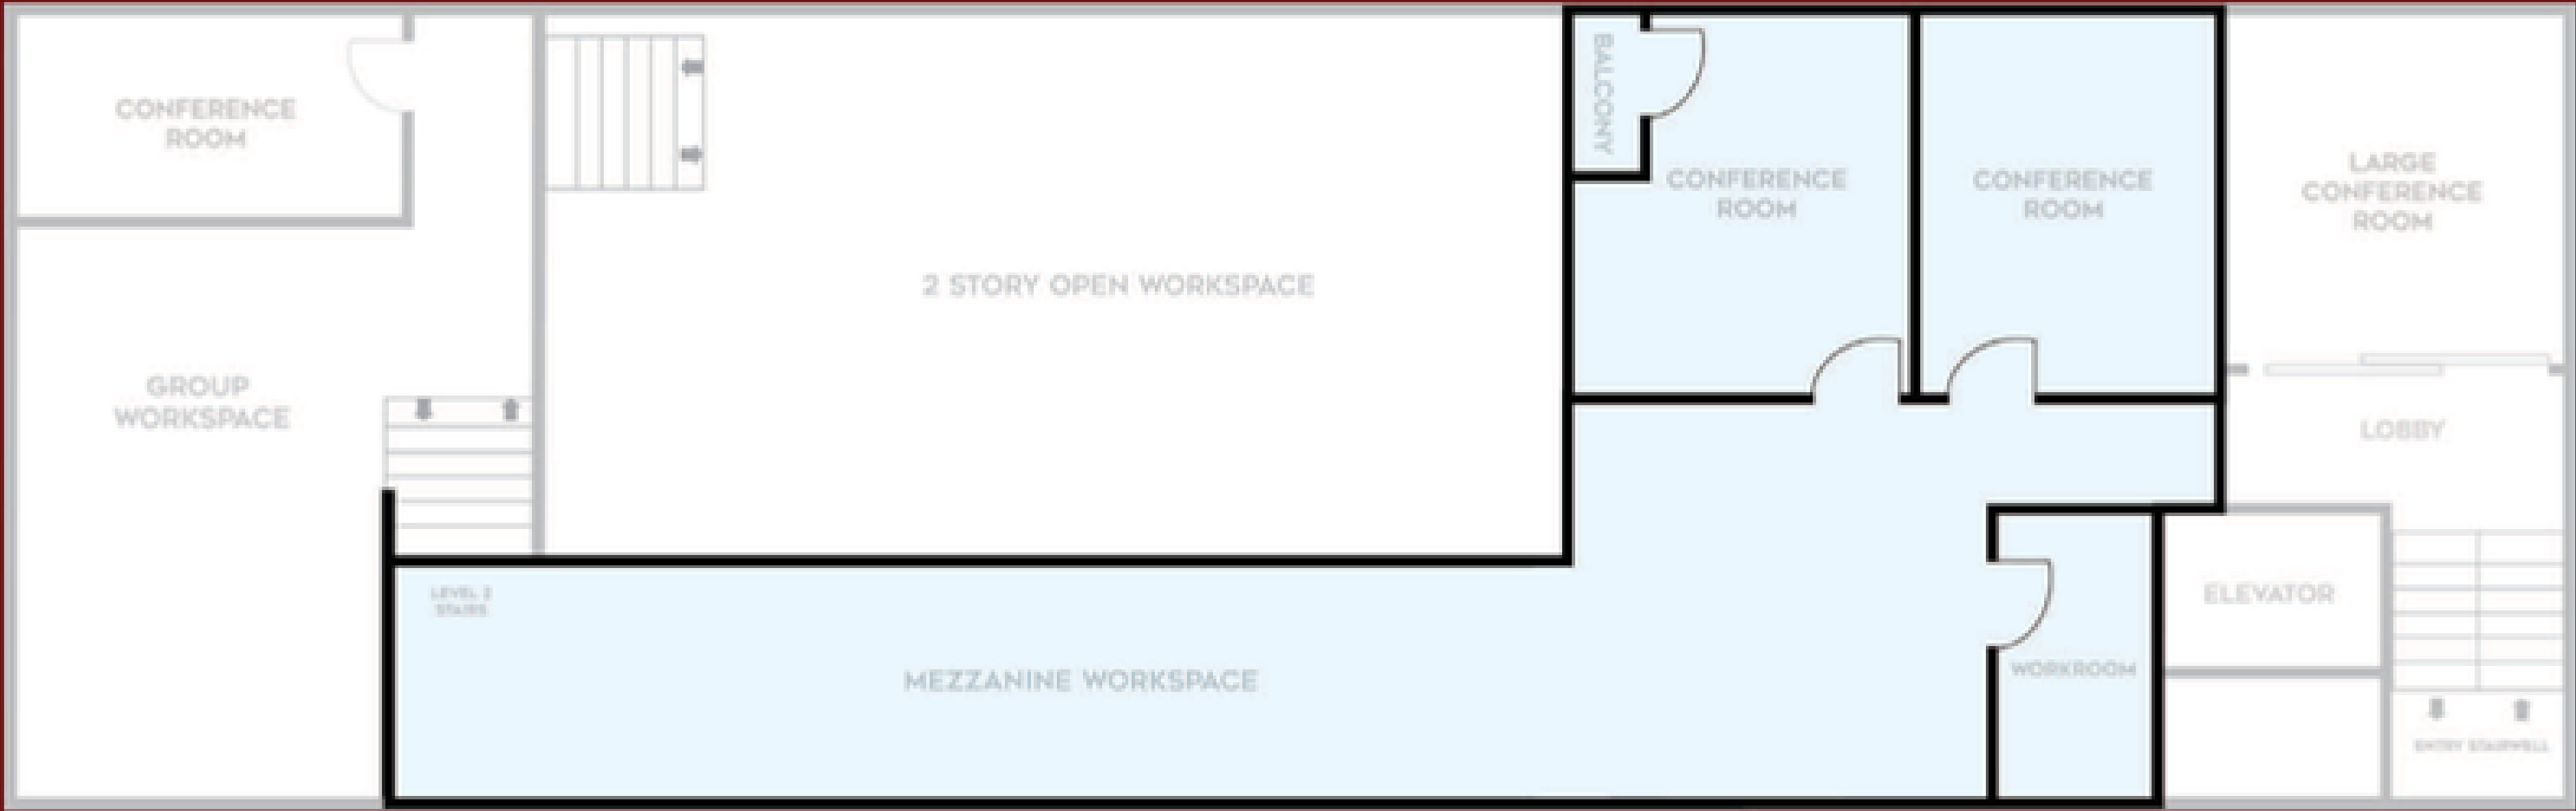 CONFERENCE
ROOM
GROUP
WORKSPACE
2 STORY OPEN WORKSPACE
BALCONY
CONFERENCE
ROOM
CONFERENCE
ROOM
LARGE
CONFERENCE
ROOM
LOBBY
LEVEL 2
STAIRS
MEZZANINE WORKSPACE
WORKROOM
ELEVATOR
ENTRY STAIRWELL